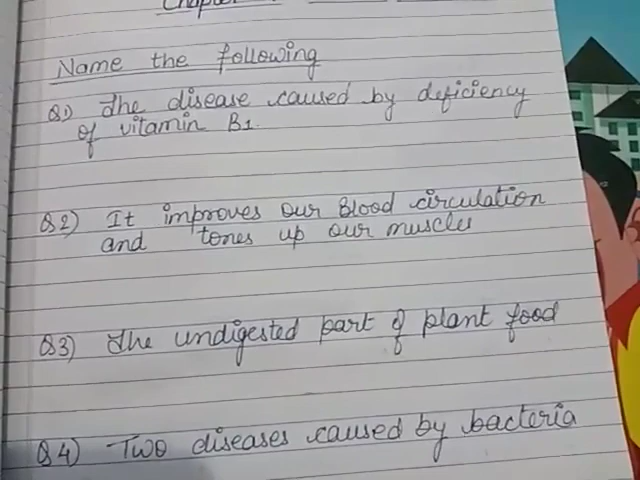 Chapter
Name the following
Q1) The disease caused by deficiency
of vitamin B1.
Q2) It improves our Blood circulation
and tones up our muscles
Q3) The undigested part of plant food
Q4) Two diseases caused by bacteria